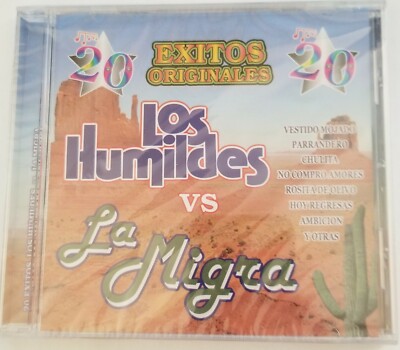 20
EXITOS
ORIGINALES
20
Los
Humildes
VS
La Migra
VESTIDO MOJADO
PARRANDERO
CHULITA
NO COMPRO AMORES
ROSITA DE OLIVO
HOY REGRESAS
AMBICION
Y OTRAS